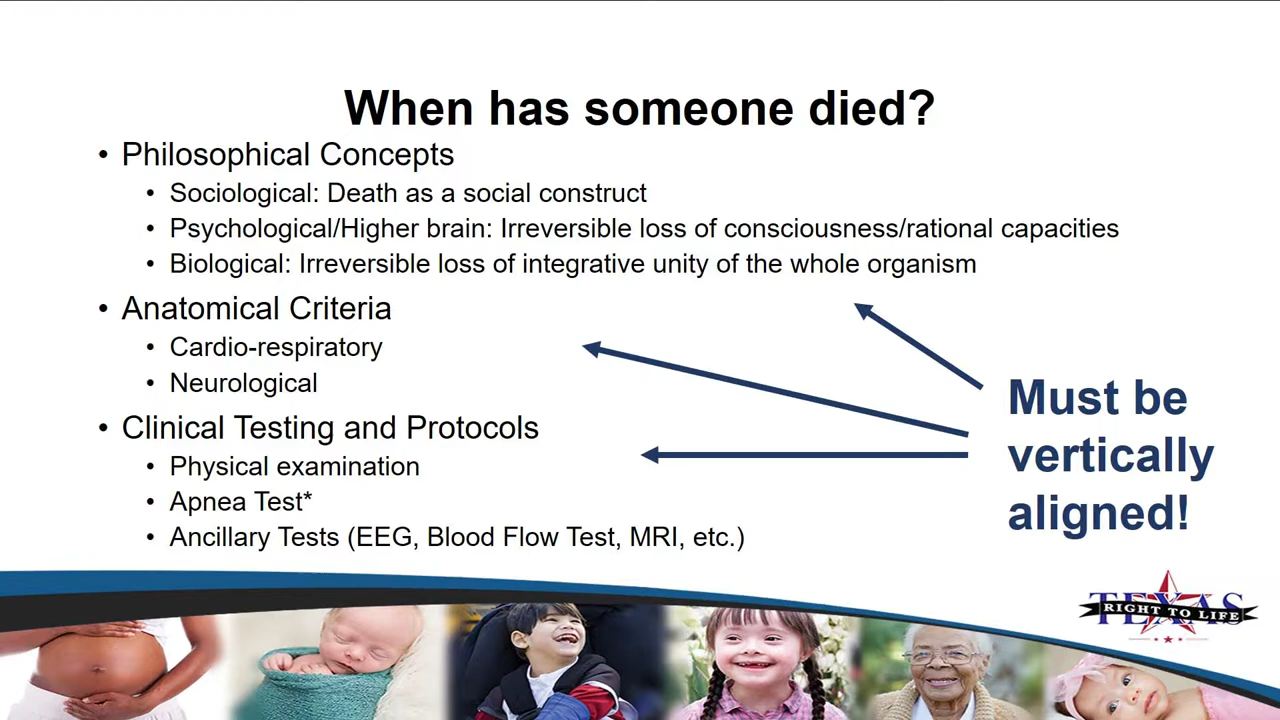 When has someone died?
• Philosophical Concepts
• Sociological: Death as a social construct
• Psychological/Higher brain: Irreversible loss of consciousness/rational capacities
• Biological: Irreversible loss of integrative unity of the whole organism
• Anatomical Criteria
• Cardio-respiratory
• Neurological
• Clinical Testing and Protocols
• Physical examination
• Apnea Test*
• Ancillary Tests (EEG, Blood Flow Test, MRI, etc.)
Must be
vertically
aligned!
TEXAS
RIGHT TO LIFE